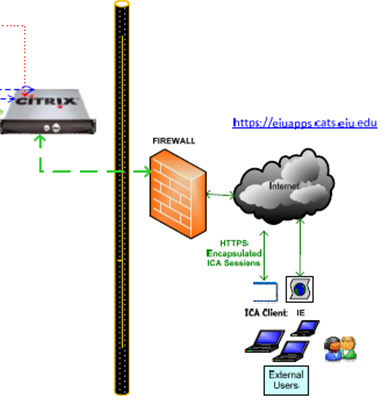 CITRIX
https://eiuapps.cats.eiu.edu
FIREWALL
Internet
HTTPS:
Encapsulated
ICA Sessions
ICA Client
IE
External
Users